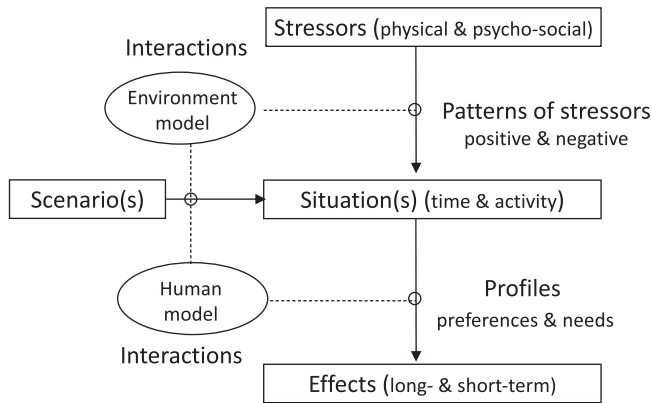 Stressors (physical & psycho-social)
Interactions
Environment
model
Patterns of stressors
positive & negative
Scenario(s)
Situation(s) (time & activity)
Human
model
Profiles
preferences & needs
Interactions
Effects (long- & short-term)